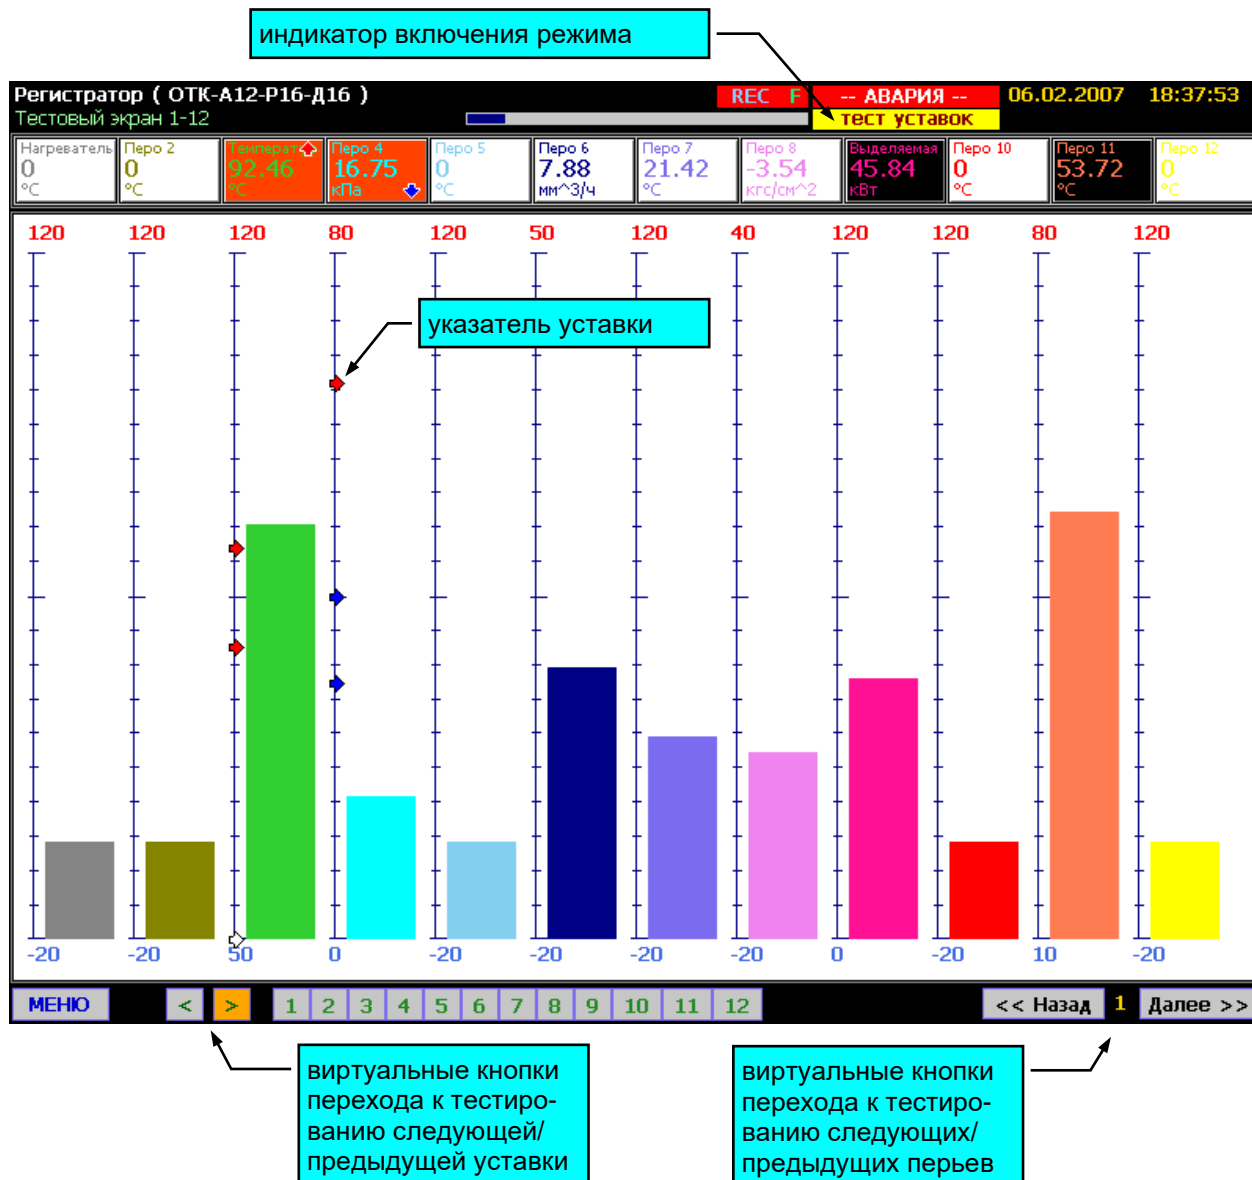 индикатор включения режима
Регистратор ( ОТК-А12-Р16-Д16 ) REC F -- АВАРИЯ -- 06.02.2007 18:37:53
Тестовый экран 1-12 тест уставок
Нагреватель Перо 2 Температ Перо 4 Перо 5 Перо 6 Перо 7 Перо 8 Выделяемая Перо 10 Перо 11 Перо 12
0 0 92.46 16.75 0 7.88 21.42 -3.54 45.84 0 53.72 0
°C °C °C кПа °C мм^3/ч °C кгс/см^2 кВт °C °C °C
120 120 120 80 120 50 120 40 120 120 80 120
указатель уставки
-20 -20 50 0 -20 -20 -20 -20 0 -20 10 -20
МЕНЮ < > 1 2 3 4 5 6 7 8 9 10 11 12 << Назад 1 Далее >>
виртуальные кнопки
перехода к тестиро-
ванию следующей/
предыдущей уставки
виртуальные кнопки
перехода к тестиро-
ванию следующих/
предыдущих перьев